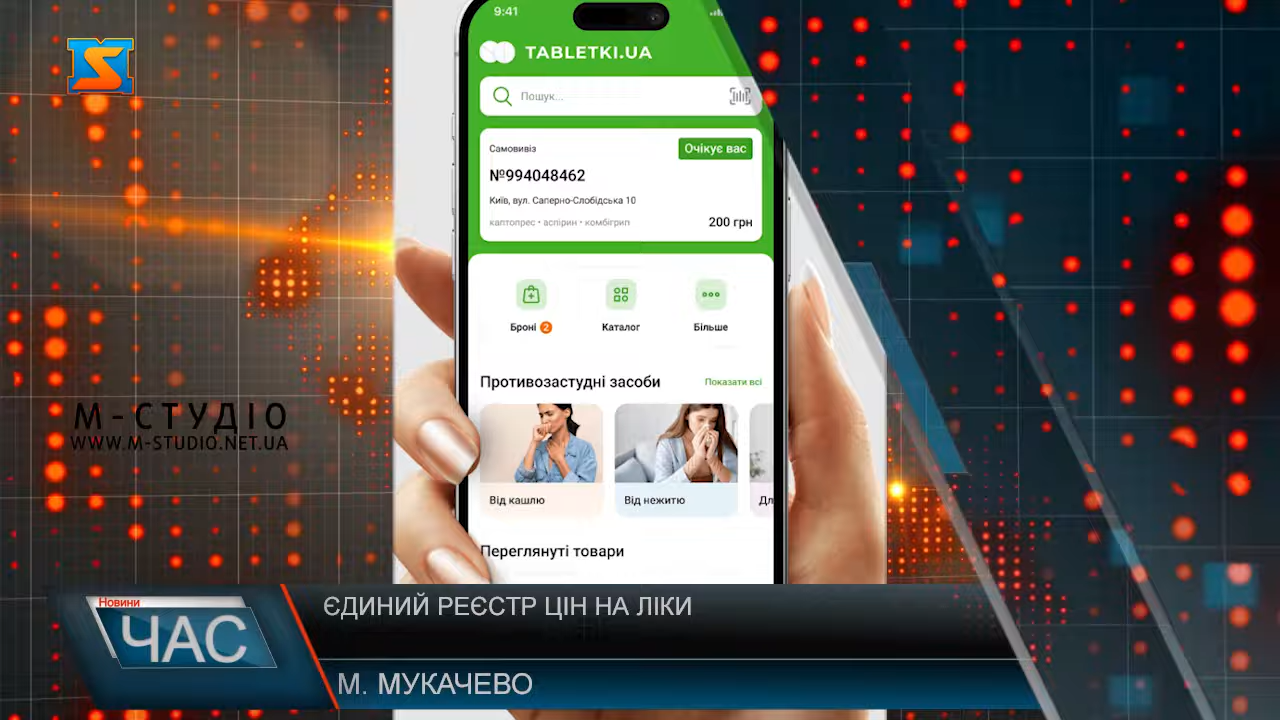 9:41
TABLETKI.UA
Пошук...
Самовивіз
Очікує вас
№994048462
Київ, вул. Саперно-Слобідська 10
каптопрес • аспірин • комбігрип
200 грн
Броні 2
Каталог
Більше
Противозастудні засоби
Показати всі
Від кашлю
Від нежитю
Дл
Переглянуті товари
М-СТУДІО
WWW.M-STUDIO.NET.UA
Новини
ЧАС
ЄДИНИЙ РЕЄСТР ЦІН НА ЛІКИ
М. МУКАЧЕВО